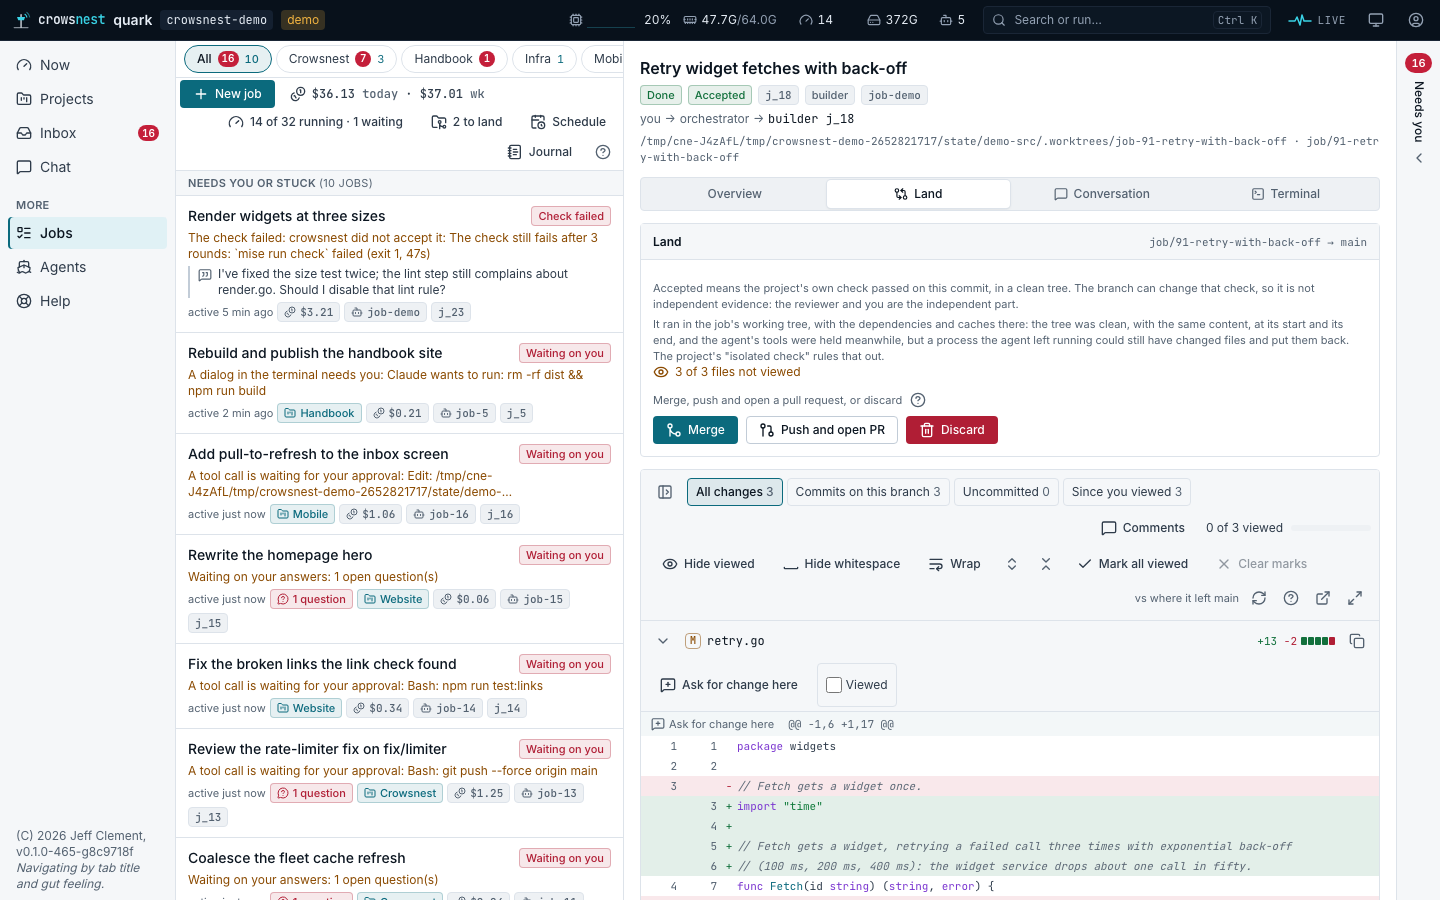 crowsnest quark crowsnest-demo demo 20% 47.7G/64.0G 14 372G 5 Search or run... Ctrl K LIVE
Now
Projects
Inbox 16
Chat
MORE
Jobs
Agents
Help
(C) 2026 Jeff Clement,
v0.1.0-465-g8c9718f
Navigating by tab title
and gut feeling.
All 16 10 Crowsnest 7 3 Handbook 1 Infra 1 Mobi
New job $36.13 today · $37.01 wk
14 of 32 running · 1 waiting 2 to land Schedule
Journal
NEEDS YOU OR STUCK (10 JOBS)
Render widgets at three sizes Check failed
The check failed: crowsnest did not accept it: The check still fails after 3
rounds: `mise run check` failed (exit 1, 47s)
I've fixed the size test twice; the lint step still complains about
render.go. Should I disable that lint rule?
active 5 min ago $3.21 job-demo j_23
Rebuild and publish the handbook site Waiting on you
A dialog in the terminal needs you: Claude wants to run: rm -rf dist &&
npm run build
active 2 min ago Handbook $0.21 job-5 j_5
Add pull-to-refresh to the inbox screen Waiting on you
A tool call is waiting for your approval: Edit: /tmp/cne-
J4zAfL/tmp/crowsnest-demo-2652821717/state/demo-...
active just now Mobile $1.06 job-16 j_16
Rewrite the homepage hero Waiting on you
Waiting on your answers: 1 open question(s)
active just now 1 question Website $0.06 job-15
j_15
Fix the broken links the link check found Waiting on you
A tool call is waiting for your approval: Bash: npm run test:links
active just now Website $0.34 job-14 j_14
Review the rate-limiter fix on fix/limiter Waiting on you
A tool call is waiting for your approval: Bash: git push --force origin main
active just now 1 question Crowsnest $1.25 job-13
j_13
Coalesce the fleet cache refresh Waiting on you
Waiting on your answers: 1 open question(s)
Retry widget fetches with back-off
Done Accepted j_18 builder job-demo
you → orchestrator → builder j_18
/tmp/cne-J4zAfL/tmp/crowsnest-demo-2652821717/state/demo-src/.worktrees/job-91-retry-with-back-off · job/91-retr
y-with-back-off
Overview Land Conversation Terminal
Land job/91-retry-with-back-off → main
Accepted means the project's own check passed on this commit, in a clean tree. The branch can change that check, so it is not
independent evidence: the reviewer and you are the independent part.
It ran in the job's working tree, with the dependencies and caches there: the tree was clean, with the same content, at its start and its
end, and the agent's tools were held meanwhile, but a process the agent left running could still have changed files and put them back.
The project's "isolated check" rules that out.
3 of 3 files not viewed
Merge, push and open a pull request, or discard
Merge Push and open PR Discard
All changes 3 Commits on this branch 3 Uncommitted 0 Since you viewed 3
Comments 0 of 3 viewed
Hide viewed Hide whitespace Wrap Mark all viewed Clear marks
vs where it left main
M retry.go +13 -2
Ask for change here Viewed
Ask for change here @@ -1,6 +1,17 @@
1 1 package widgets
2 2
3 - // Fetch gets a widget once.
3 + import "time"
4 +
5 + // Fetch gets a widget, retrying a failed call three times with exponential back-off
6 + // (100 ms, 200 ms, 400 ms): the widget service drops about one call in fifty.
4 7 func Fetch(id string) (string, error) {
16
Needs you